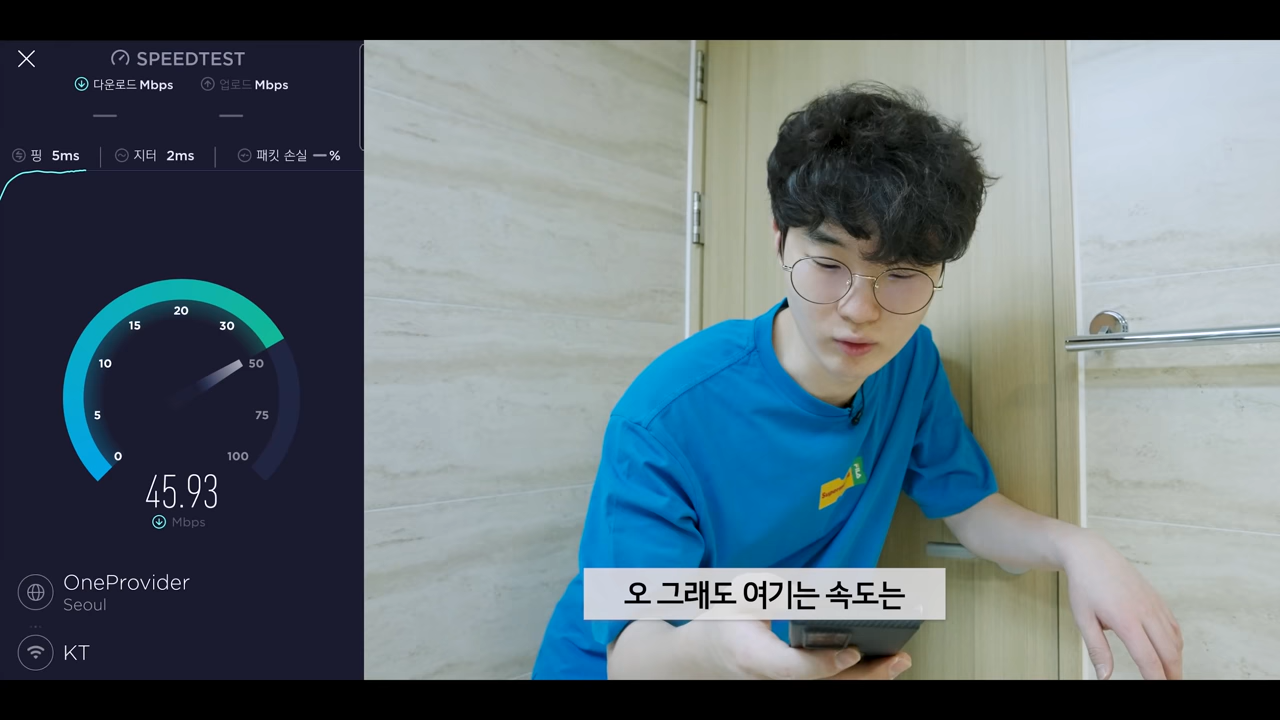 SPEEDTEST
다운로드 Mbps 업로드 Mbps
핑 5ms 지터 2ms 패킷 손실 — %
20
15 30
10 50
5 75
0 100
45.93
Mbps
OneProvider
Seoul
KT
FILA
오 그래도 여기는 속도는